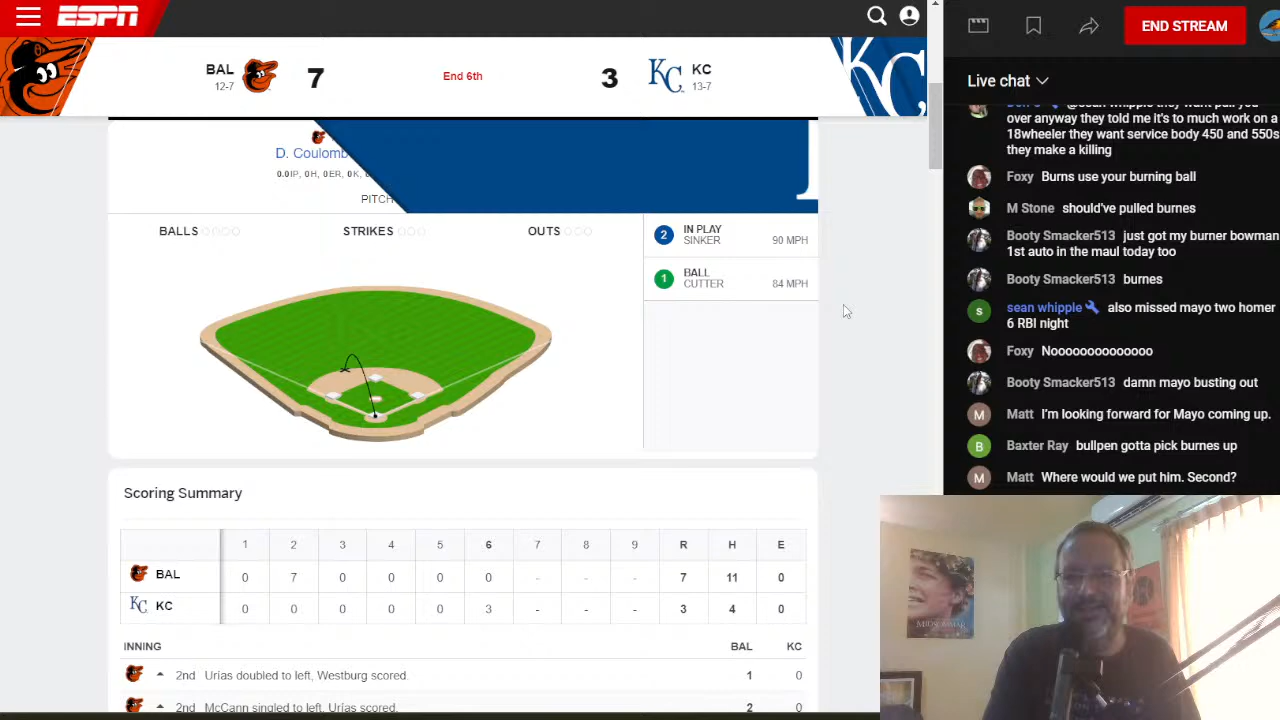 ESPN
END STREAM
BAL
12-7
7
End 6th
3
KC
KC
13-7
Live chat
over anyway they told me it's to much work on a
18wheeler they want service body 450 and 550s
they make a killing
Foxy Burns use your burning ball
M Stone should've pulled burnes
Booty Smacker513 just got my burner bowman
1st auto in the maul today too
Booty Smacker513 burnes
sean whipple also missed mayo two homer
6 RBI night
Foxy Nooooooooooooo
Booty Smacker513 damn mayo busting out
Matt I'm looking forward for Mayo coming up.
Baxter Ray bullpen gotta pick burnes up
Matt Where would we put him. Second?
D. Coulomb
0.0IP, 0H, 0ER, 0K,
PITCH
BALLS
STRIKES
OUTS
2 IN PLAY
SINKER 90 MPH
1 BALL
CUTTER 84 MPH
Scoring Summary
1 2 3 4 5 6 7 8 9 R H E
BAL 0 7 0 0 0 0 - - - 7 11 0
KC KC 0 0 0 0 0 3 - - - 3 4 0
INNING BAL KC
2nd Urías doubled to left, Westburg scored. 1 0
2nd McCann singled to left, Urías scored. 2 0
MIDSOMMAR